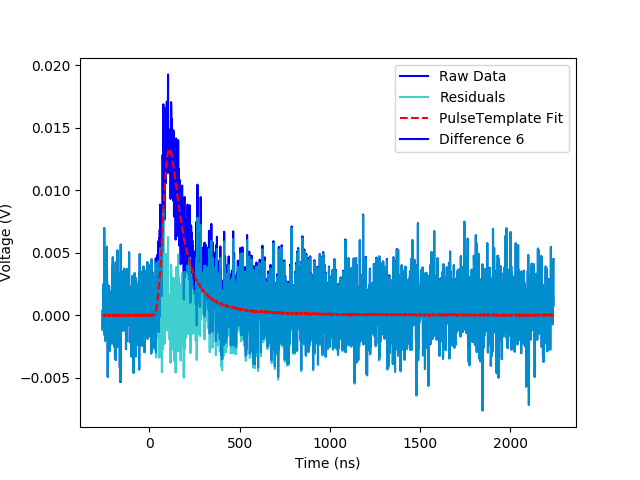 0.020
0.015
0.010
0.005
0.000
−0.005
Voltage (V)
Raw Data
Residuals
PulseTemplate Fit
Difference 6
0
500
1000
1500
2000
Time (ns)